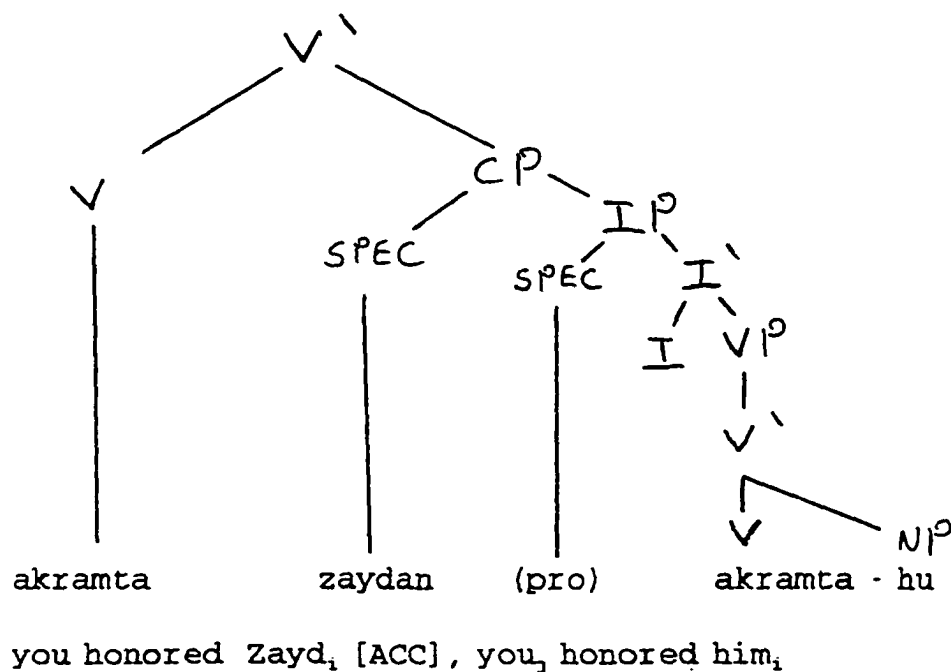 V`
V CP
SPEC IP
SPEC I`
I VP
V`
V NP
akramta zaydan (pro) akramta - hu
you honored Zaydᵢ [ACC], youⱼ honored himᵢ